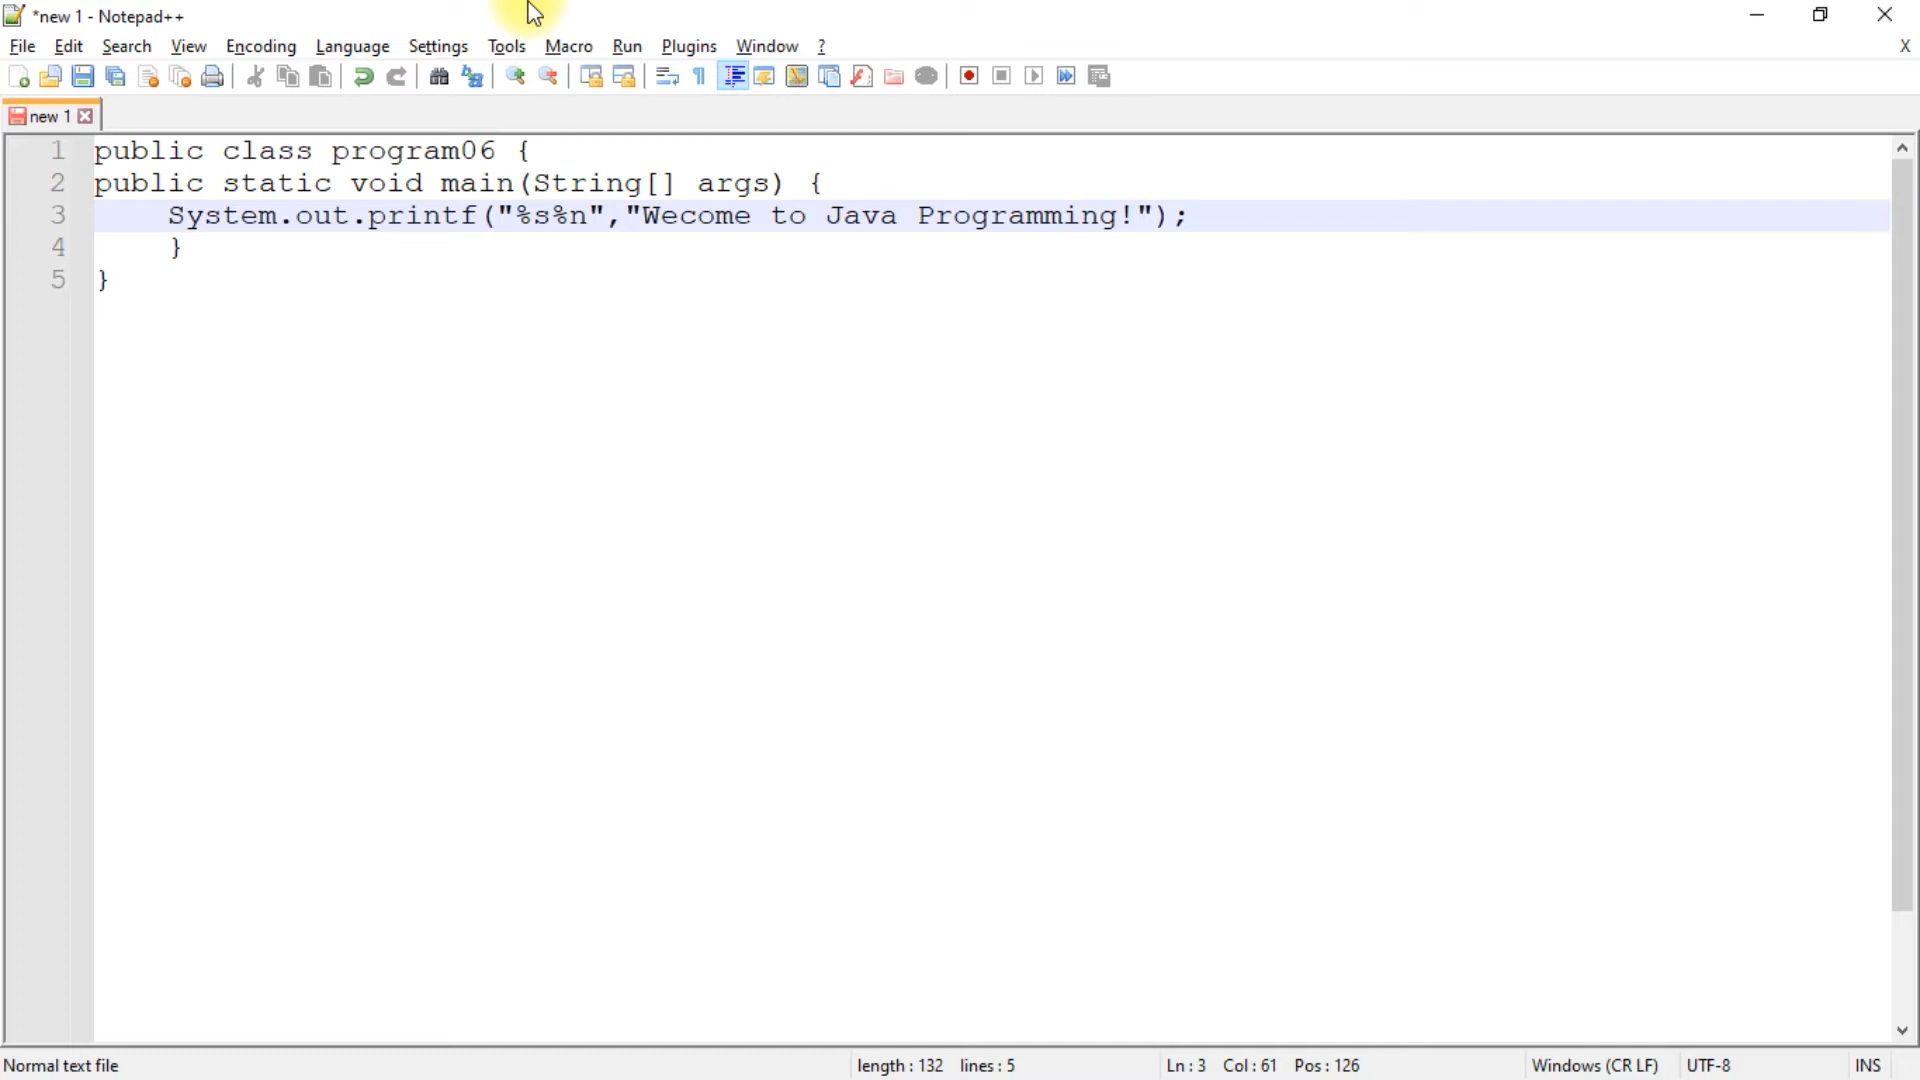 *new 1 - Notepad++
File Edit Search View Encoding Language Settings Tools Macro Run Plugins Window ? X
new 1
1 public class program06 {
2 public static void main(String[] args) {
3 System.out.printf("%s%n","Wecome to Java Programming!");
4 }
5 }
Normal text file length : 132 lines : 5 Ln : 3 Col : 61 Pos : 126 Windows (CR LF) UTF-8 INS